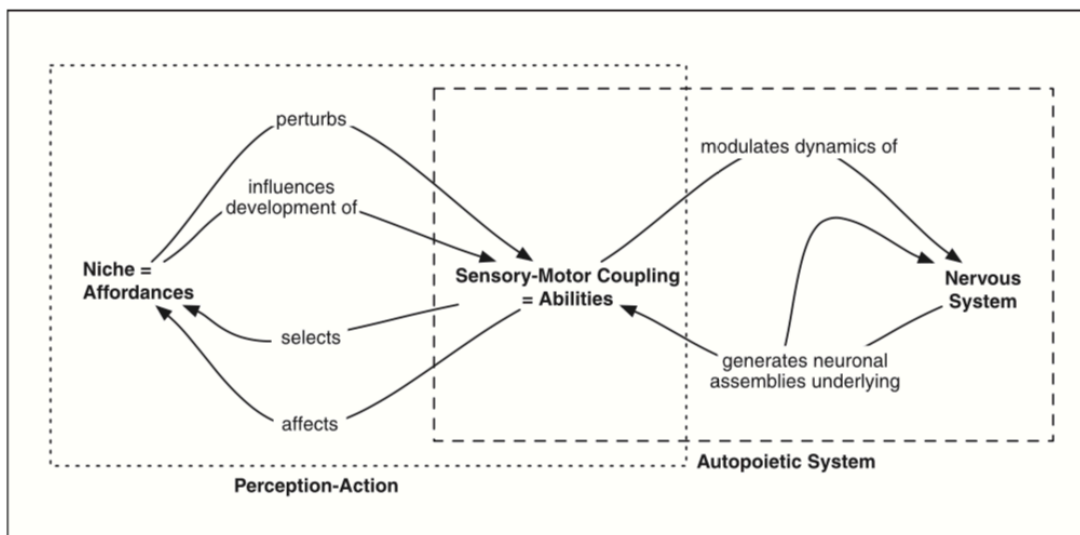 perturbs
influences
development of
Niche =
Affordances
selects
affects
Sensory-Motor Coupling
= Abilities
modulates dynamics of
Nervous
System
generates neuronal
assemblies underlying
Autopoietic System
Perception-Action